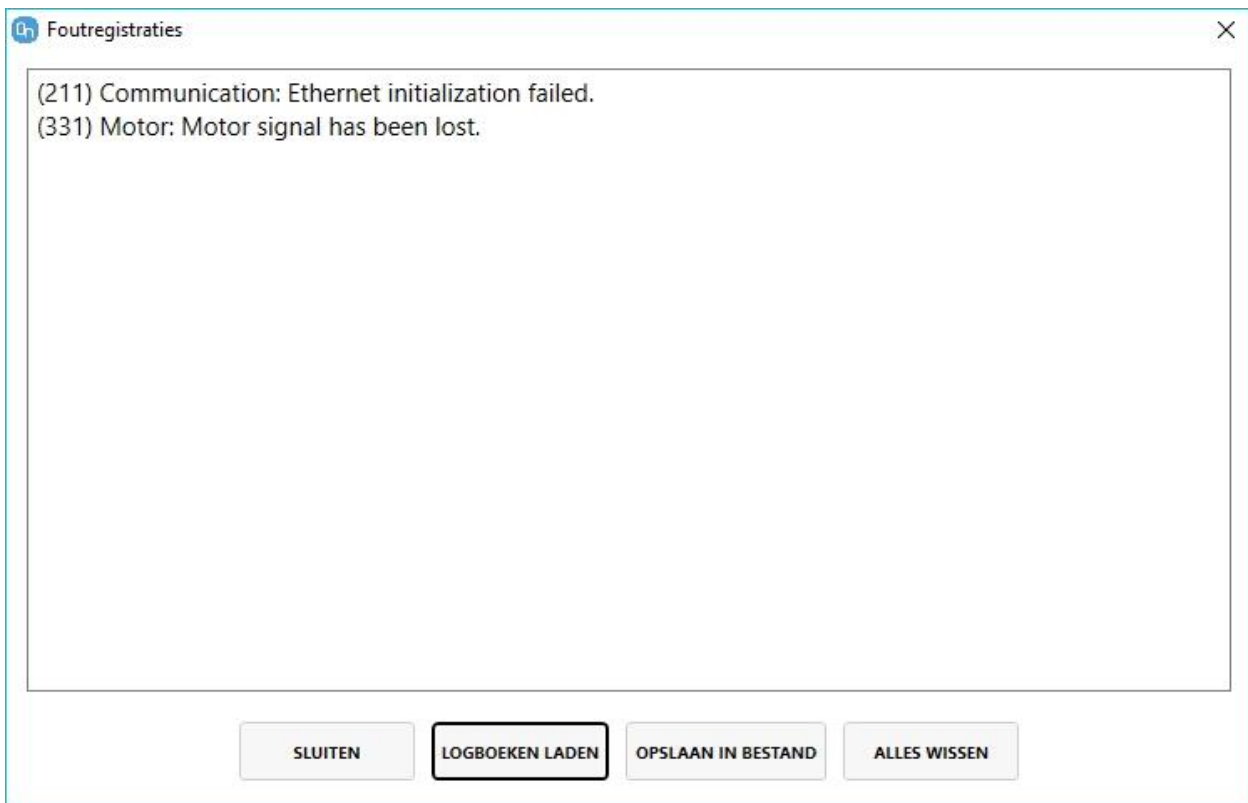 Foutregistraties
(211) Communication: Ethernet initialization failed.
(331) Motor: Motor signal has been lost.
SLUITEN
LOGBOEKEN LADEN
OPSLAAN IN BESTAND
ALLES WISSEN